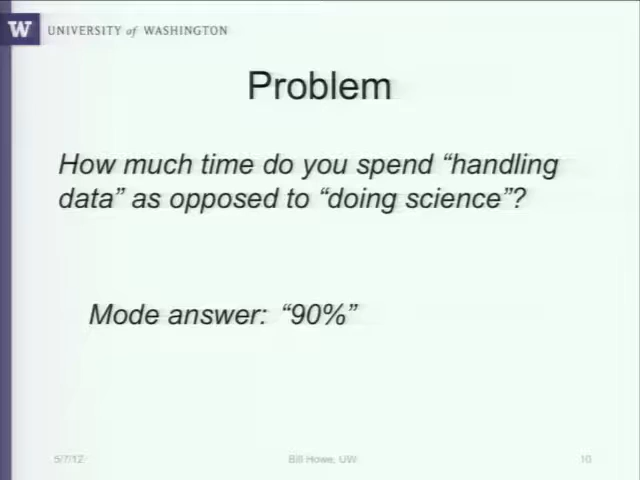 W UNIVERSITY of WASHINGTON
Problem
How much time do you spend “handling
data” as opposed to “doing science”?
Mode answer: “90%”
5/7/12 Bill Howe, UW 10